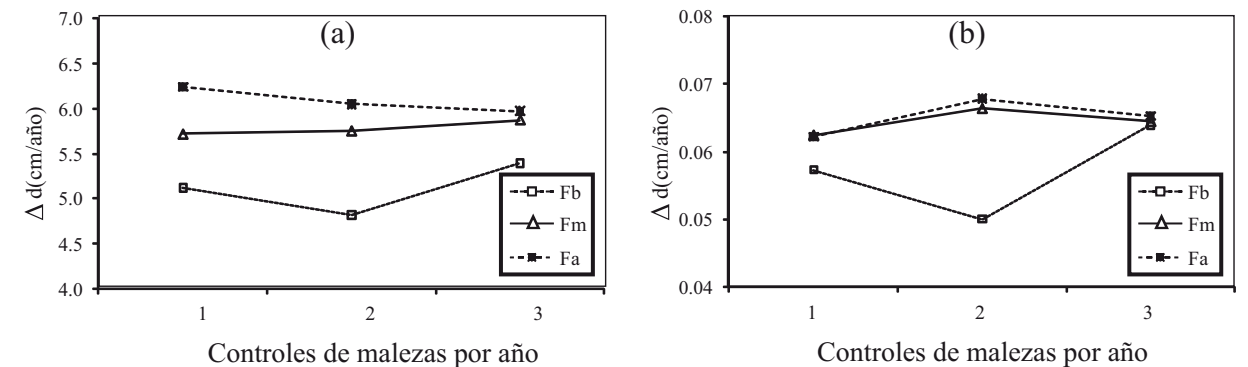 (a)
7.0
6.5
6.0
5.5
5.0
4.5
4.0
Δ d(cm/año)
1 2 3
Controles de malezas por año
Fb
Fm
Fa
(b)
0.08
0.07
0.06
0.05
0.04
Δ d(cm/año)
1 2 3
Controles de malezas por año
Fb
Fm
Fa